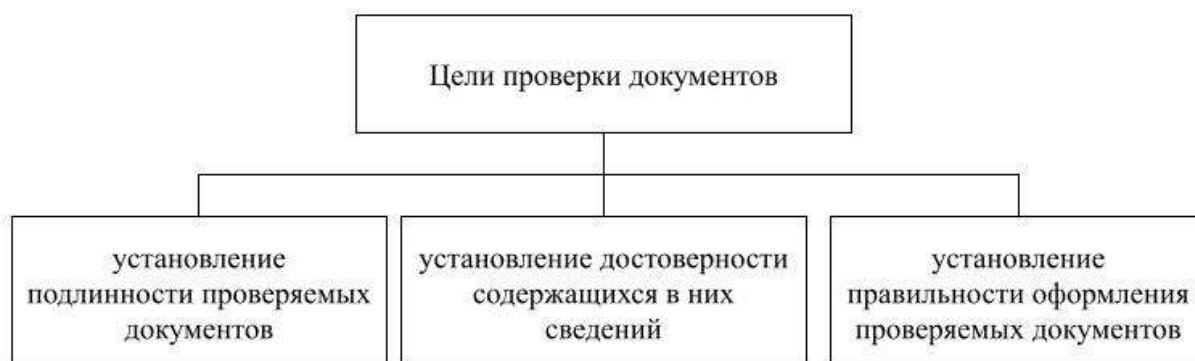 Цели проверки документов
установление
подлинности проверяемых
документов
установление достоверности
содержащихся в них
сведений
установление
правильности оформления
проверяемых документов